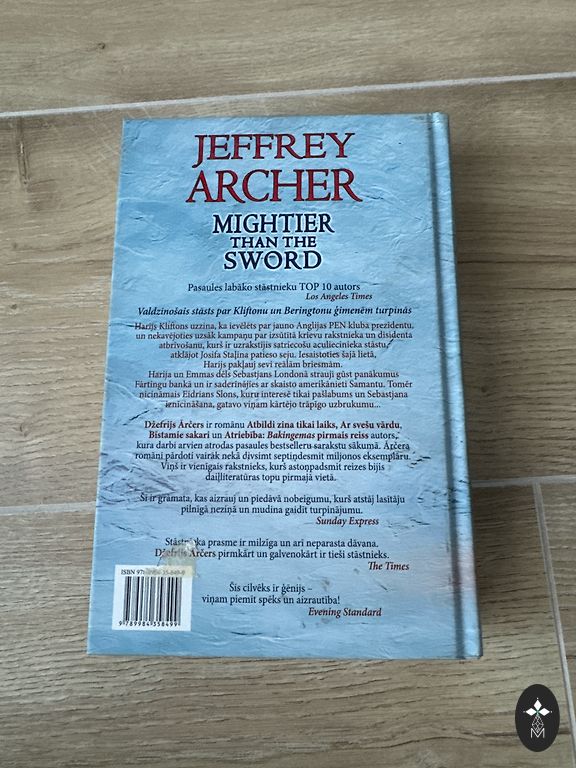 JEFFREY
ARCHER
MIGHTIER
THAN THE
SWORD
Pasaules labāko stāstnieku TOP 10 autors
Los Angeles Times
Valdzinošais stāsts par Kliftonu un Beringtonu ģimenēm turpinās
Harijs Kliftons uzzina, ka ievēlēts par jauno Anglijas PEN kluba prezidentu,
un nekavējoties uzsāk kampaņu par izsūtītā krievu rakstnieka un disidenta
atbrīvošanu, kurš ir uzrakstījis satriecošu aculiecinieka stāstu,
atklājot Josifa Staļina patieso seju. Iesaistoties šajā lietā,
Harijs pakļauj sevi reālām briesmām.
Harija un Emmas dēls Sebastjans Londonā strauji gūst panākumus
Fārtingu bankā un ir saderinājies ar skaisto amerikānieti Samantu. Tomēr
nicināmais Eidrians Slons, kuru interesē tikai pašlabums un Sebastjana
iznīcināšana, gatavo viņam kārtējo trāpīgo uzbrukumu...
Džefrijs Ārčers ir romānu Atbildi zina tikai laiks, Ar svešu vārdu,
Bīstamie sakari un Atriebība: Bakingemas pirmais reiss autors,
kura darbi arvien atrodas pasaules bestselleru sarakstu sākumā. Ārčera
romāni pārdoti vairāk nekā divsimt septiņdesmit miljonos eksemplāru.
Viņš ir vienīgais rakstnieks, kurš astoņpadsmit reizes bijis
daiļliteratūras topu pirmajā vietā.
Šī ir grāmata, kas aizrauj un piedāvā nobeigumu, kurš atstāj lasītāju
pilnīgā neziņā un mudina gaidīt turpinājumu.
Sunday Express
Stāstnieka prasme ir milzīga un arī neparasta dāvana.
Džefrijs Ārčers pirmkārt un galvenokārt ir tieši stāstnieks.
The Times
ISBN
Šis cilvēks ir ģēnijs –
viņam piemīt spēks un aizrautība!
Evening Standard
9 789984 358499
M